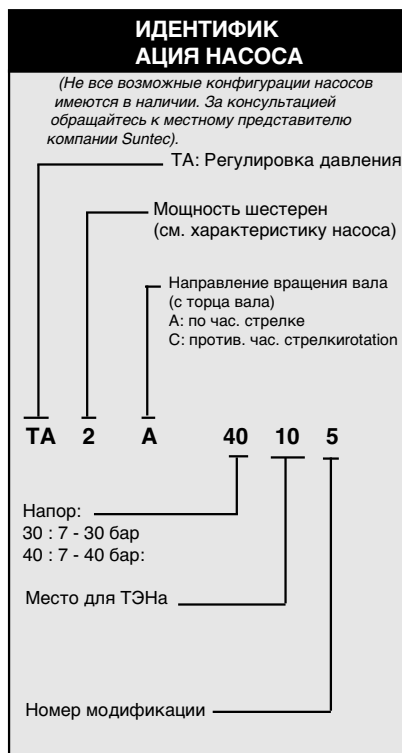 ИДЕНТИФИК
АЦИЯ НАСОСА
(Не все возможные конфигурации насосов
имеются в наличии. За консультацией
обращайтесь к местному представителю
компании Suntec).
TA: Регулировка давления
Мощность шестерен
(см. характеристику насоса)
Направление вращения вала
(с торца вала)
A: по час. стрелке
C: против. час. стрелкиrotation
TA 2 A 40 10 5
Напор:
30 : 7 - 30 бар
40 : 7 - 40 бар:
Место для ТЭНа
Номер модификации